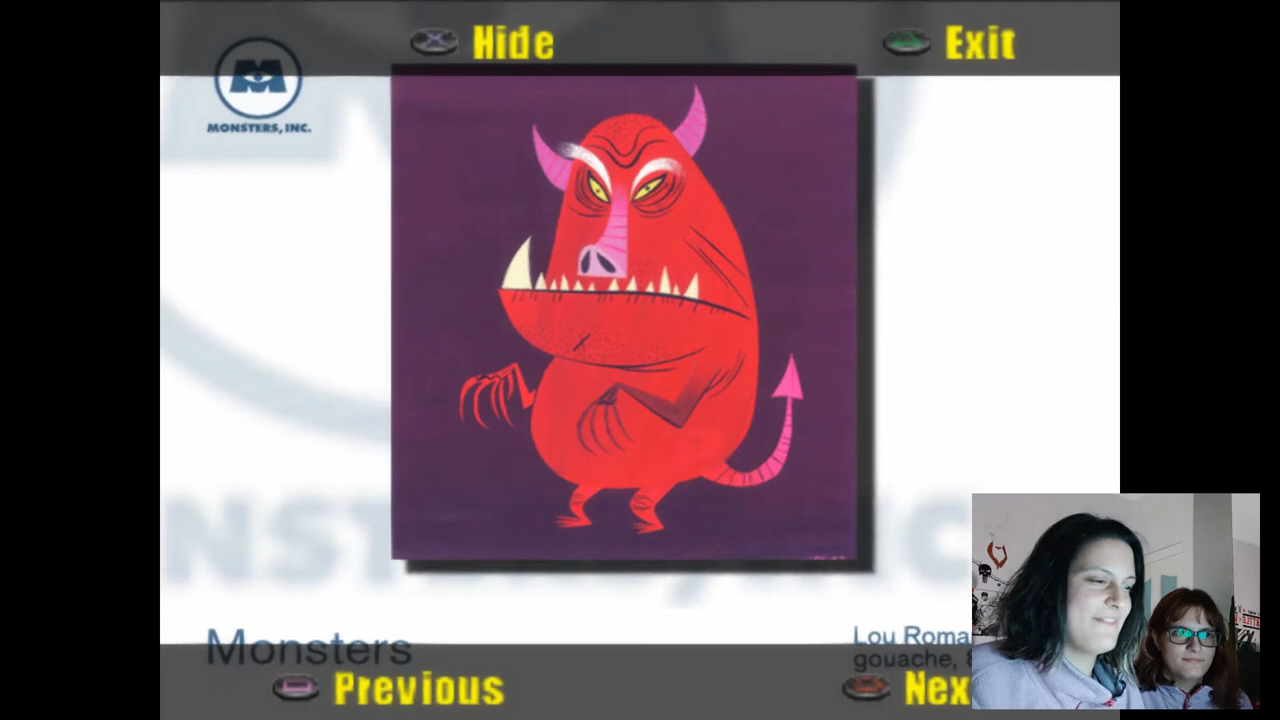 Hide
Exit
MONSTERS, INC.
Monsters
Lou Roma
gouache,
Previous
Nex